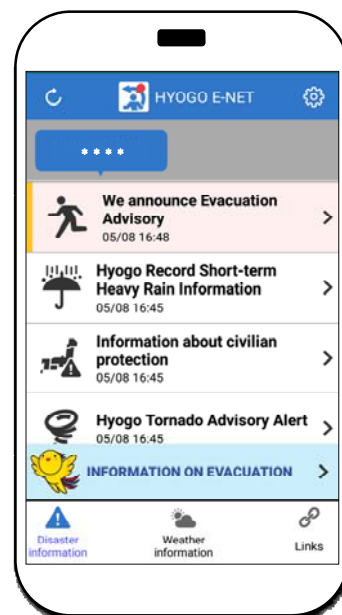 HYOGO E-NET
****
We announce Evacuation
Advisory
05/08 16:48
Hyogo Record Short-term
Heavy Rain Information
05/08 16:45
Information about civilian
protection
05/08 16:45
Hyogo Tornado Advisory Alert
05/08 16:45
INFORMATION ON EVACUATION
Disaster
information
Weather
information
Links